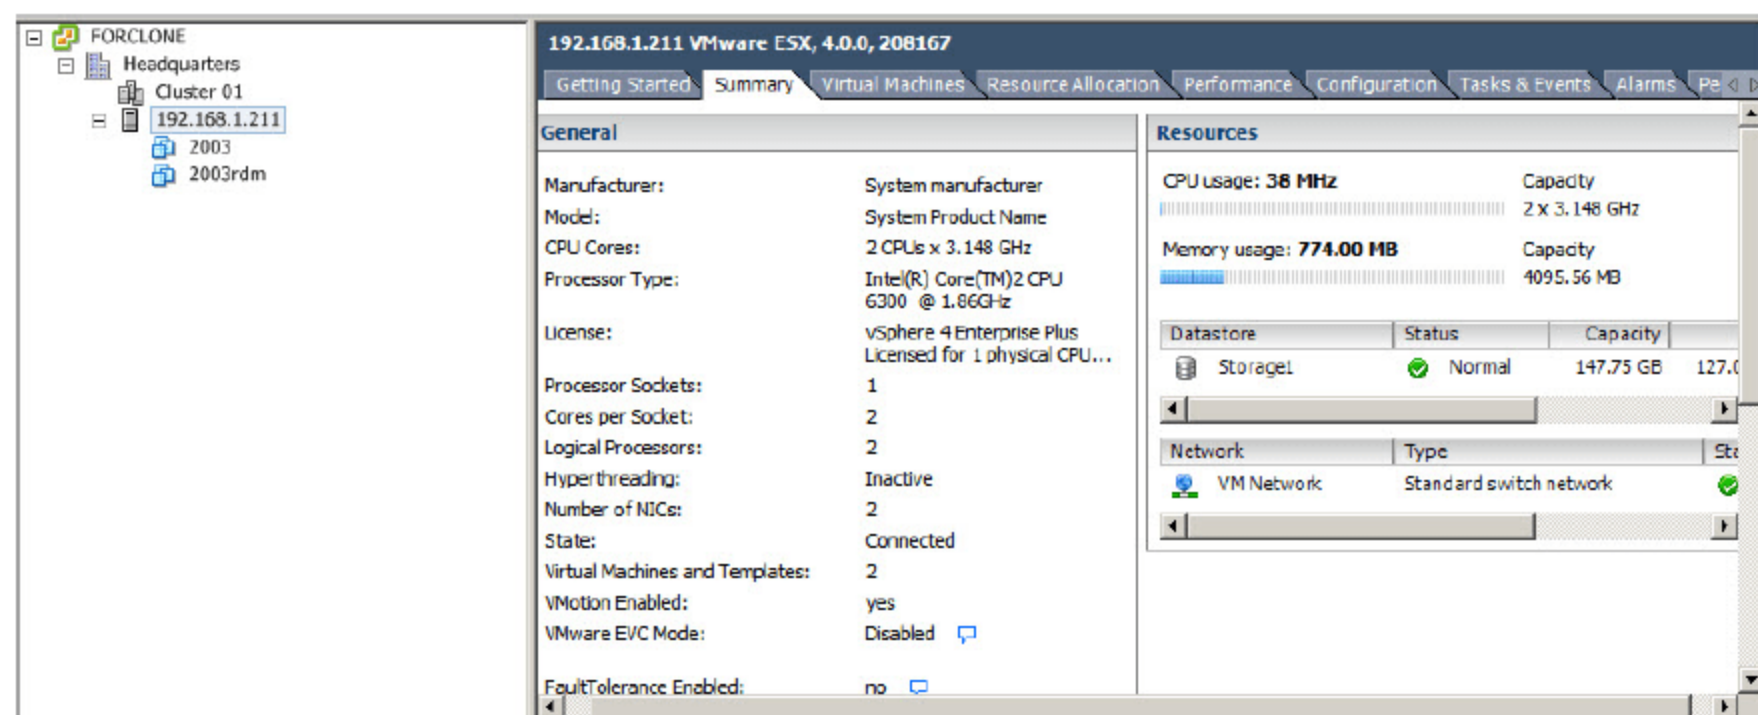 FORCLONE
Headquarters
Cluster 01
192.168.1.211
2003
2003rdm
192.168.1.211 VMware ESX, 4.0.0, 208167
Getting Started Summary Virtual Machines Resource Allocation Performance Configuration Tasks & Events Alarms Pe
General
Manufacturer: System manufacturer
Model: System Product Name
CPU Cores: 2 CPUs x 3.148 GHz
Processor Type: Intel(R) Core(TM)2 CPU
6300 @ 1.86GHz
License: vSphere 4 Enterprise Plus
Licensed for 1 physical CPU...
Processor Sockets: 1
Cores per Socket: 2
Logical Processors: 2
Hyperthreading: Inactive
Number of NICs: 2
State: Connected
Virtual Machines and Templates: 2
VMotion Enabled: yes
VMware EVC Mode: Disabled
FaultTolerance Enabled: no
Resources
CPU usage: 38 MHz Capacity
2 x 3.148 GHz
Memory usage: 774.00 MB Capacity
4095.56 MB
Datastore Status Capacity
Storage1 Normal 147.75 GB 127.0
Network Type Sta
VM Network Standard switch network